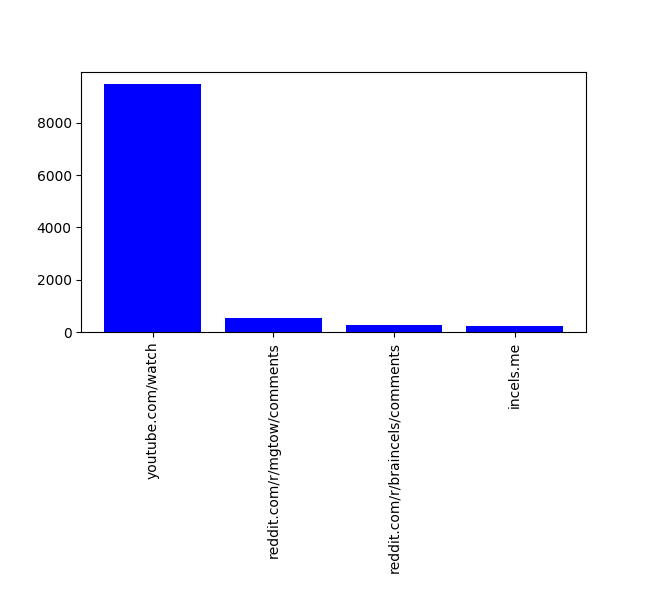 8000
6000
4000
2000
0
youtube.com/watch
reddit.com/r/mgtow/comments
reddit.com/r/braincels/comments
incels.me